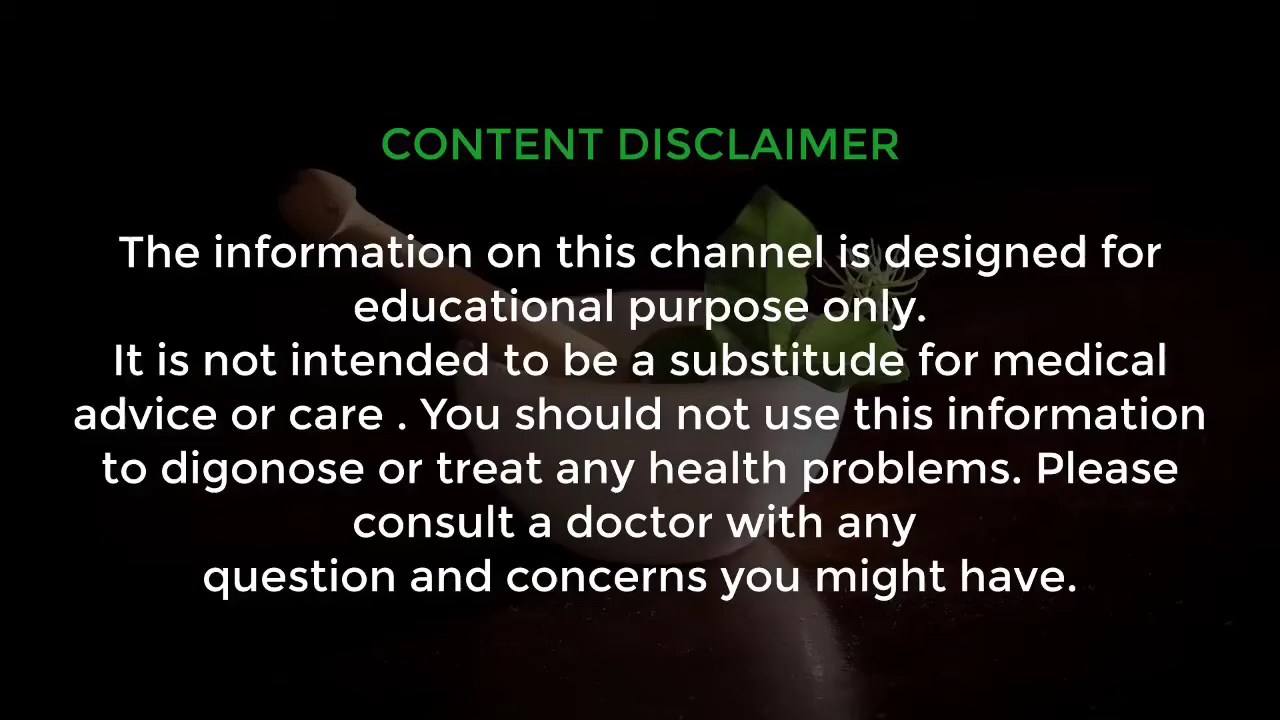 CONTENT DISCLAIMER
The information on this channel is designed for
educational purpose only.
It is not intended to be a substitude for medical
advice or care . You should not use this information
to digonose or treat any health problems. Please
consult a doctor with any
question and concerns you might have.